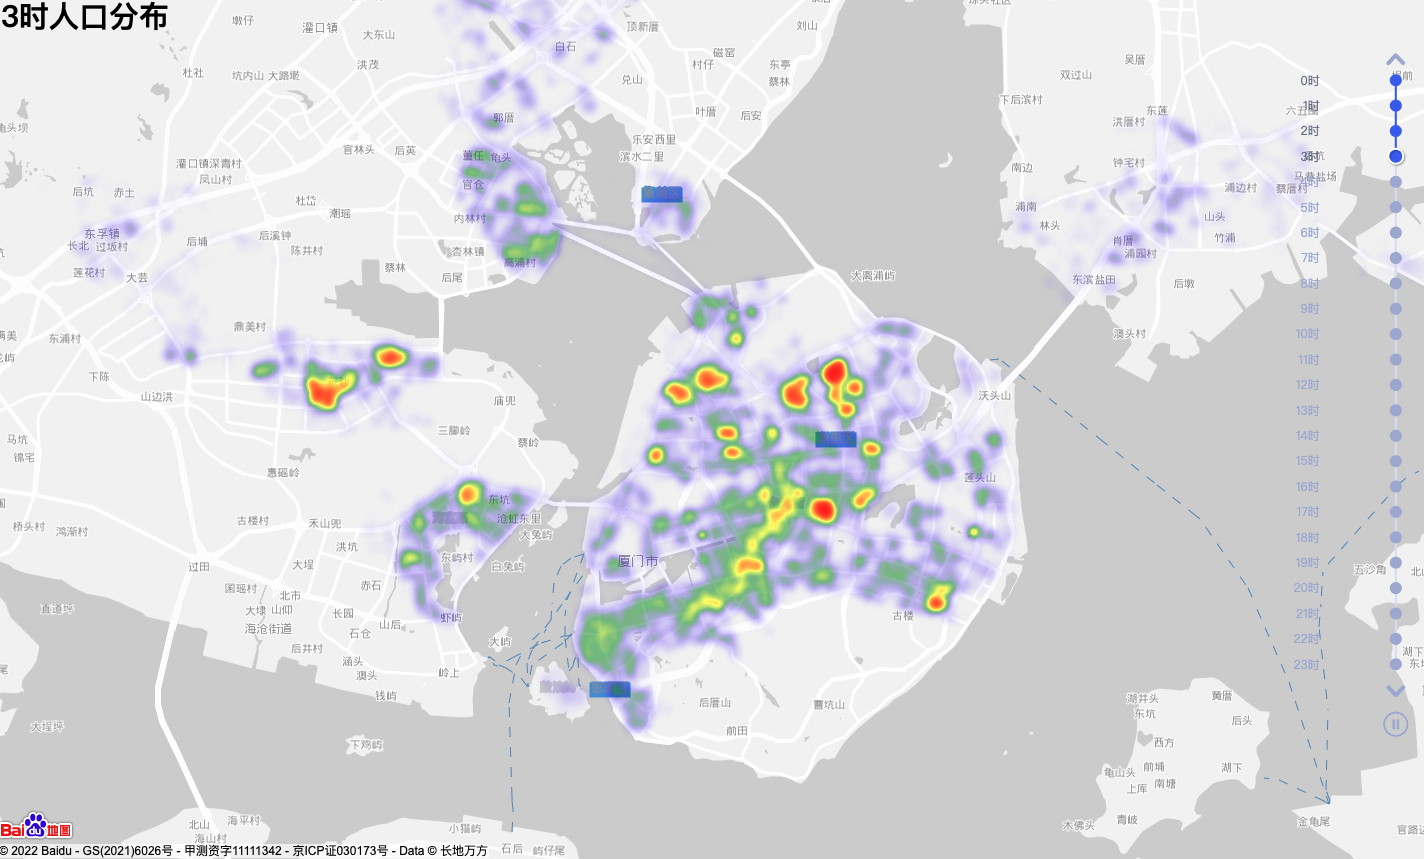 3时人口分布
墩仔
灌口镇
大东山
顶新厝
刘山
白石
磁窑
吴厝
杜社
坑内山
大路墘
洪茂
兑山
村仔
东亭
蔡林
双过山
0时
下后滨村
1时
郭厝
叶厝
后安
东莲
洪厝村
2时
官林头
后英
乐安西里
滨水二里
3时
灌口镇深青村
凤山村
董任
龟头
官仓
南边
钟宅村
马巷盐场
4时
后坑
赤土
杜岱
潮瑶
内林村
浦南
浦边村
蔡厝村
5时
东孚镇
长北
过坂村
后埔
后溪钟
陈井村
杏林镇
林头
山头
竹浦
6时
肖厝
浦园村
莲花村
大芸
蔡林
后尾
高浦村
大离浦屿
东滨盐田
后墩
7时
8时
鼎美村
9时
东浦村
澳头村
10时
11时
下陈
山边洪
庙兜
沃头山
12时
13时
马坑
锦宅
三脚岭
蔡岭
14时
15时
惠瑶岭
莲头山
16时
桥头村
鸿渐村
古楼村
禾山兜
东坑
沧虹东里
大兔屿
17时
18时
过田
洪坑
大埕
东屿村
白兔屿
厦门市
五沙角
19时
囷瑶村
北市
赤石
20时
直道坪
大埭
山仰
长园
虾屿
古楼
21时
海沧街道
山后
石仓
后井村
大屿
22时
涵头
澳头
岭上
23时
钱屿
后厝山
曹坑山
湖井头
东坑
黄厝
后头
大埕坪
前田
下鸡屿
西方
龟山头
前埔
湖下
上库
南塘
北山
海平村
海山村
小猫屿
青岐
木佛头
金龟尾
Bai du 地图
石后
屿仔尾
© 2022 Baidu - GS(2021)6026号 - 甲测资字11111342 - 京ICP证030173号 - Data © 长地万方